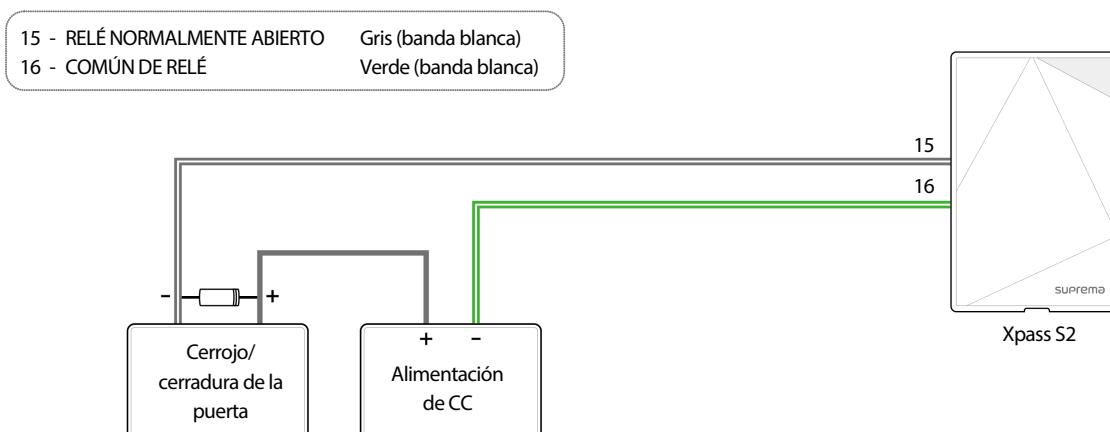 15 - RELÉ NORMALMENTE ABIERTO Gris (banda blanca)
16 - COMÚN DE RELÉ Verde (banda blanca)
15
16
- +
+ -
Cerrojo/
cerradura de la
puerta
Alimentación
de CC
suprema
Xpass S2